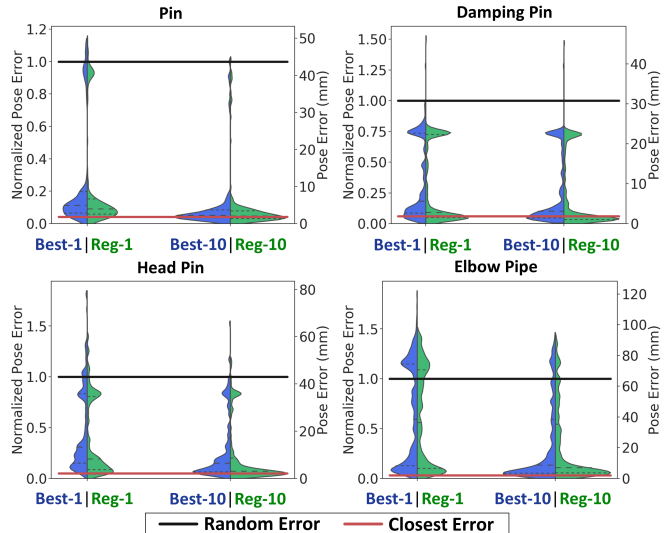 Pin
Damping Pin
Normalized Pose Error
1.2
1.0
0.8
0.6
0.4
0.2
0.0
50
40
30
20
10
0
Pose Error (mm)
Normalized Pose Error
1.50
1.25
1.00
0.75
0.50
0.25
0.00
40
30
20
10
0
Pose Error (mm)
Best-1|Reg-1
Best-10|Reg-10
Best-1|Reg-1
Best-10|Reg-10
Head Pin
Elbow Pipe
Normalized Pose Error
1.5
1.0
0.5
0.0
80
60
40
20
0
Pose Error (mm)
Normalized Pose Error
1.5
1.0
0.5
0.0
120
100
80
60
40
20
0
Pose Error (mm)
Best-1|Reg-1
Best-10|Reg-10
Best-1|Reg-1
Best-10|Reg-10
Random Error
Closest Error